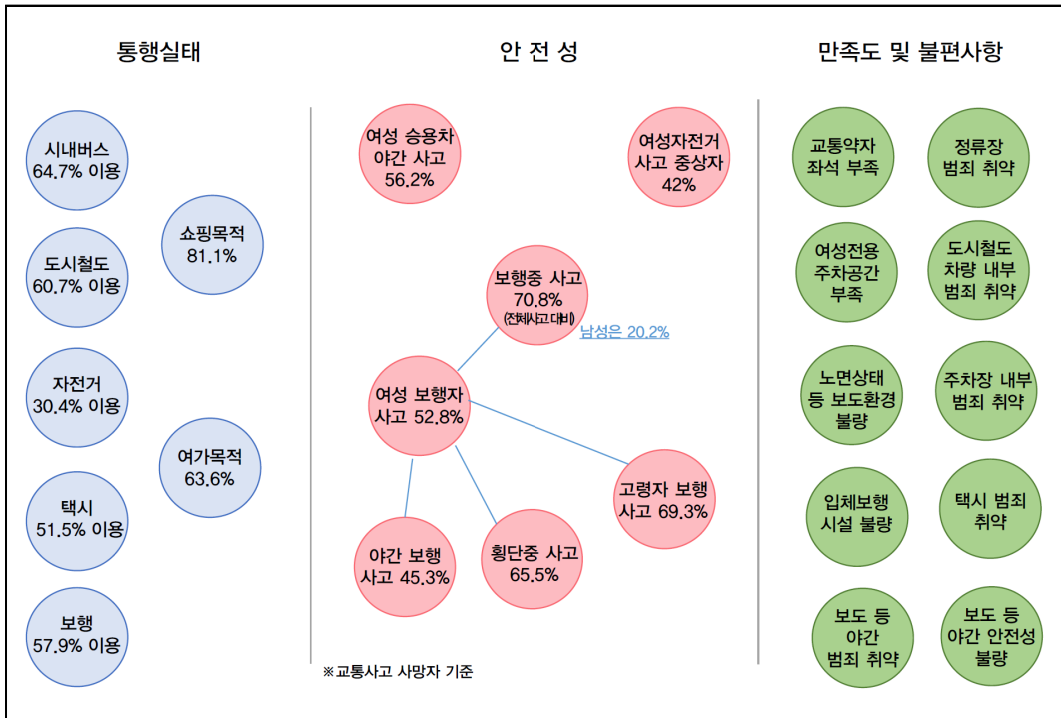 통행실태
시내버스
64.7% 이용
쇼핑목적
81.1%
도시철도
60.7% 이용
자전거
30.4% 이용
여가목적
63.6%
택시
51.5% 이용
보행
57.9% 이용
안 전 성
여성 승용차
야간 사고
56.2%
여성자전거
사고 중상자
42%
보행중 사고
70.8%
(전체사고 대비)
남성은 20.2%
여성 보행자
사고 52.8%
고령자 보행
사고 69.3%
야간 보행
사고 45.3%
횡단중 사고
65.5%
※교통사고 사망자 기준
만족도 및 불편사항
교통약자
좌석 부족
정류장
범죄 취약
여성전용
주차공간
부족
도시철도
차량 내부
범죄 취약
노면상태
등 보도환경
불량
주차장 내부
범죄 취약
입체보행
시설 불량
택시 범죄
취약
보도 등
야간
범죄 취약
보도 등
야간 안전성
불량